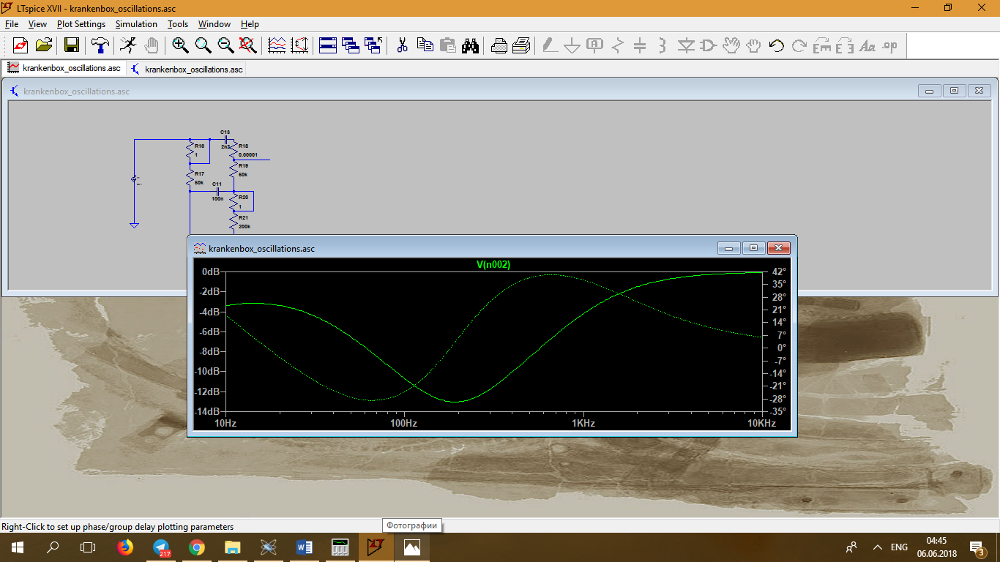 LTspice XVII - krankenbox_oscillations.asc
File View Plot Settings Simulation Tools Window Help
krankenbox_oscillations.asc krankenbox_oscillations.asc
krankenbox_oscillations.asc
C13
2n2
R16
1
R18
0.00001
R17
50k
R19
50k
C11
100n
R20
1
R21
200k
krankenbox_oscillations.asc
V(n002)
0dB 42°
-2dB 35°
-4dB 28°
-6dB 21°
-8dB 14°
-10dB 7°
-12dB 0°
-14dB -7°
-14°
-21°
-28°
-35°
10Hz 100Hz 1KHz 10KHz
Right-Click to set up phase/group delay plotting parameters
Фотографии
217
ENG
04:45
06.06.2018
3